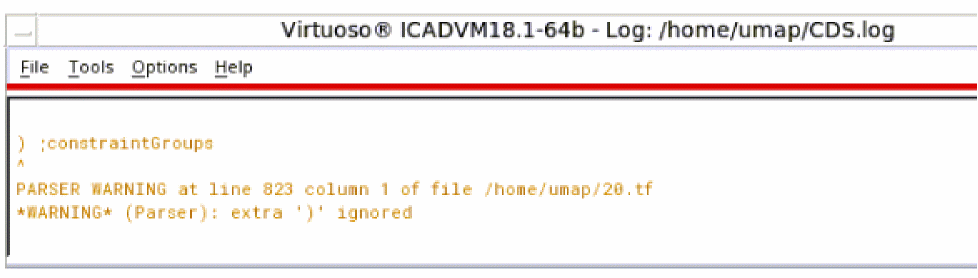 Virtuoso® ICADVM18.1-64b - Log: /home/umap/CDS.log
File Tools Options Help
) ;constraintGroups
^
PARSER WARNING at line 823 column 1 of file /home/umap/20.tf
*WARNING* (Parser): extra ')' ignored